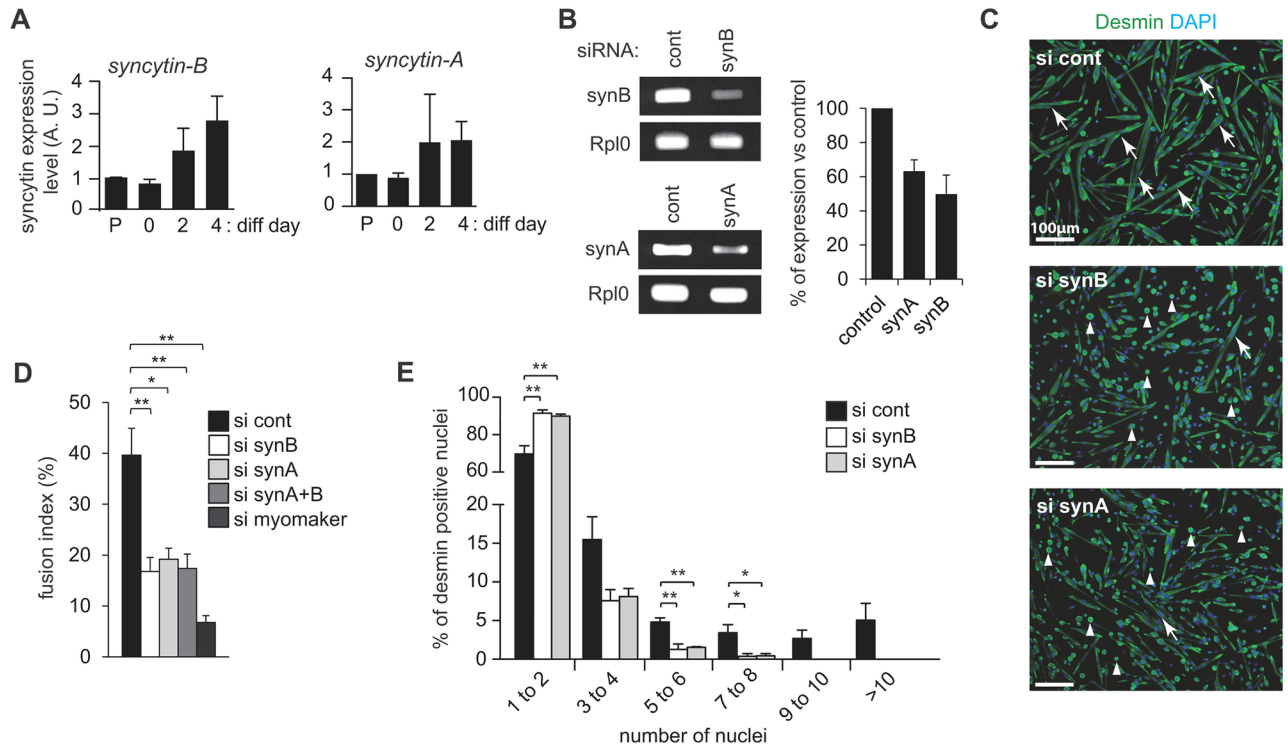 A
syncytin-B
syncytin expression
level (A. U.)
4
3
2
1
0
P 0 2 4 : diff day
syncytin-A
4
3
2
1
0
P 0 2 4 : diff day
B
siRNA: cont synB
synB
Rpl0
cont synA
synA
Rpl0
% of expression vs control
100
80
60
40
20
0
control synA synB
C
Desmin DAPI
si cont
100µm
si synB
si synA
D
fusion index (%)
50
40
30
20
10
0
**
**
*
**
si cont
si synB
si synA
si synA+B
si myomaker
E
% of desmin positive nuclei
100
80
60
20
15
10
5
0
**
**
**
**
*
*
si cont
si synB
si synA
1 to 2 3 to 4 5 to 6 7 to 8 9 to 10 >10
number of nuclei